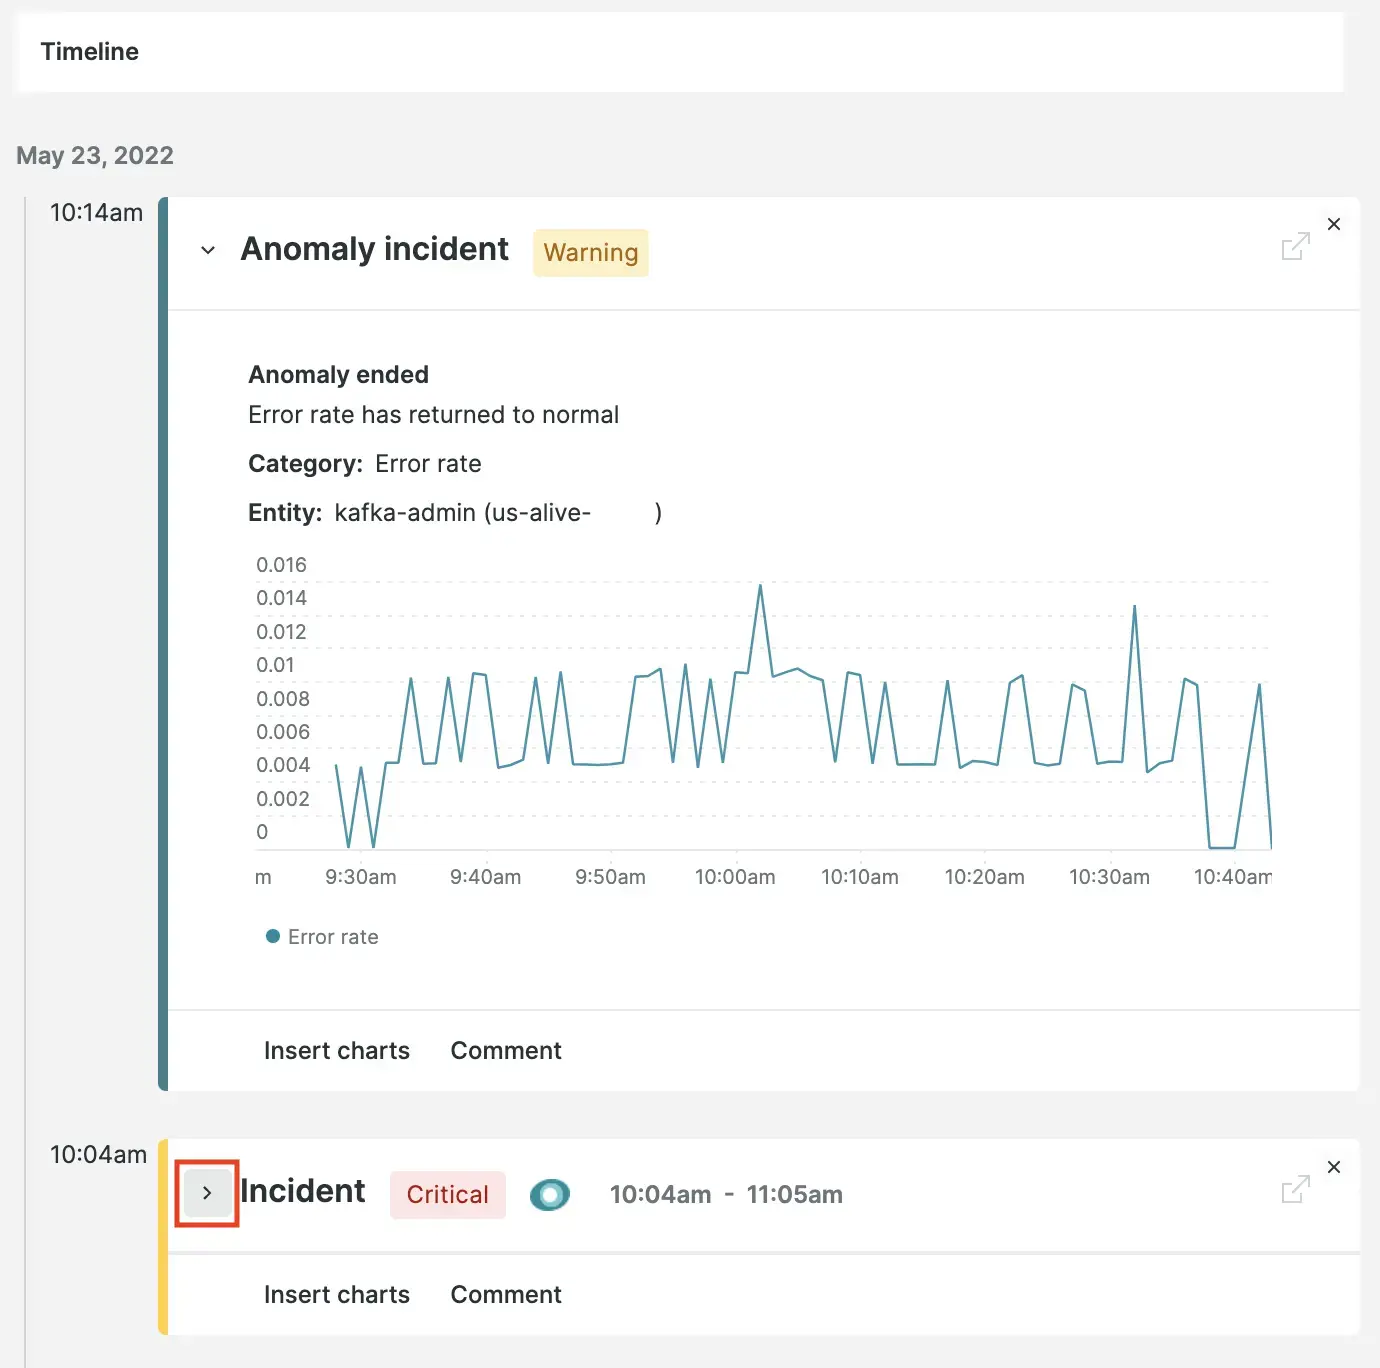 Timeline
May 23, 2022
10:14am
Anomaly incident Warning
Anomaly ended
Error rate has returned to normal
Category: Error rate
Entity: kafka-admin (us-alive- )
0.016
0.014
0.012
0.01
0.008
0.006
0.004
0.002
0
m 9:30am 9:40am 9:50am 10:00am 10:10am 10:20am 10:30am 10:40am
Error rate
Insert charts Comment
10:04am
Incident Critical 10:04am - 11:05am
Insert charts Comment